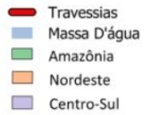 Travessias
Massa D'água
Amazônia
Nordeste
Centro-Sul